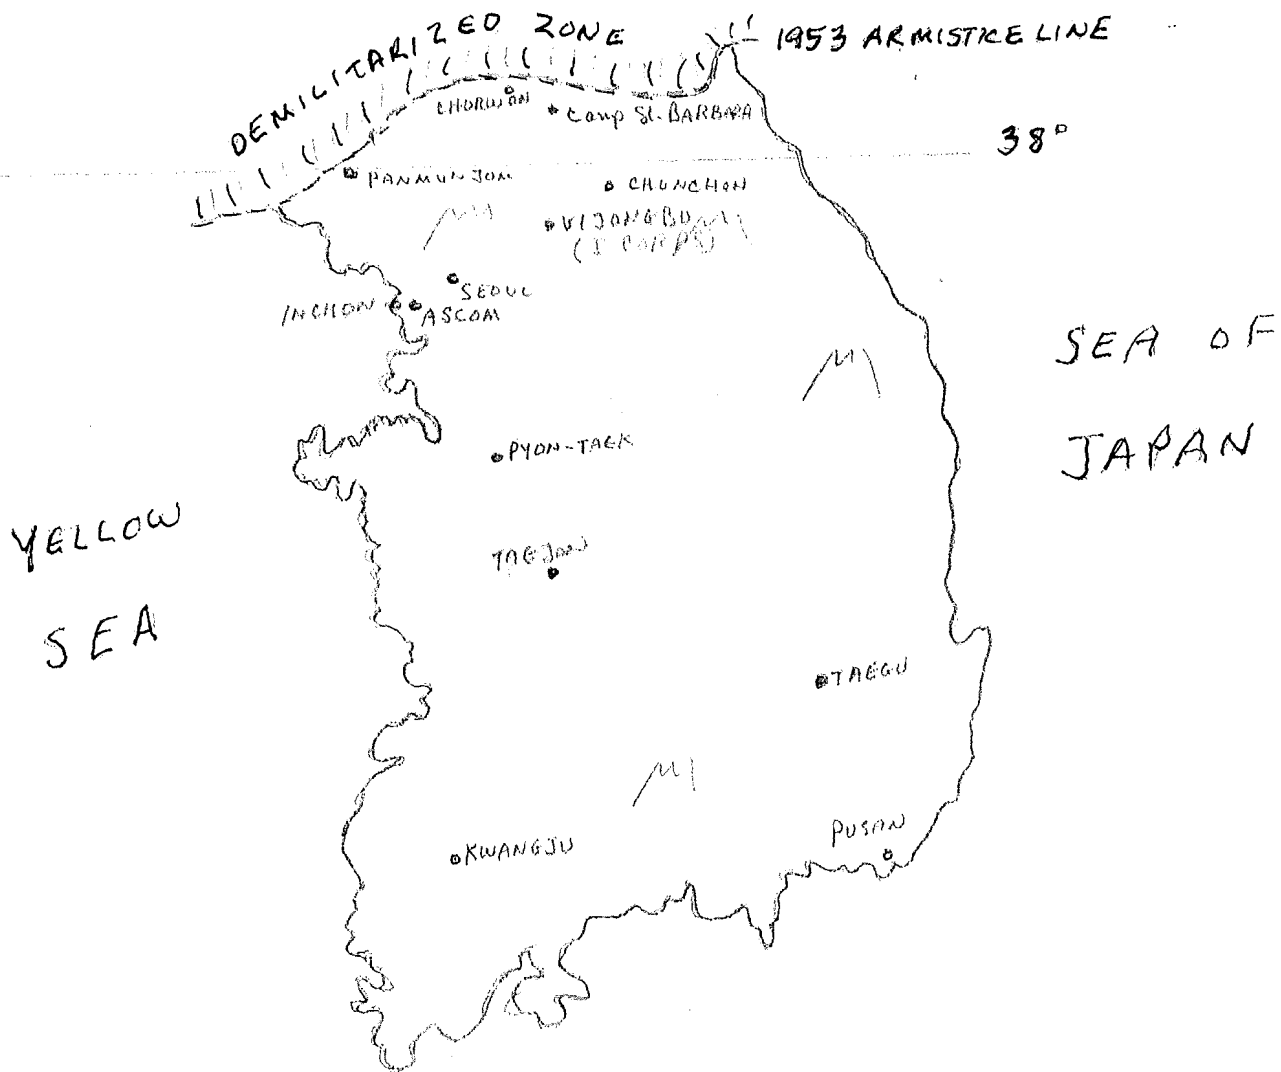 DEMILITARIZED ZONE
1953 ARMISTICE LINE
CHORWON
Camp St. BARBARA
38°
PANMUNJOM
CHUNCHON
UIJONGBU
(I CORPS)
SEOUL
INCHON
ASCOM
SEA OF
JAPAN
PYON-TAEK
YELLOW
SEA
TAEJON
TAEGU
PUSAN
KWANGJU